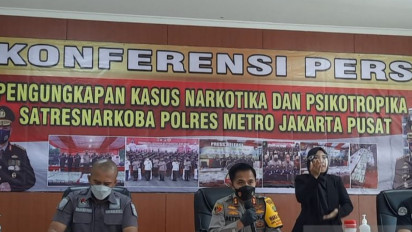 KONFERENSI PERS
PENGUNGKAPAN KASUS NARKOTIKA DAN PSIKOTROPIKA
SATRESNARKOBA POLRES METRO JAKARTA PUSAT